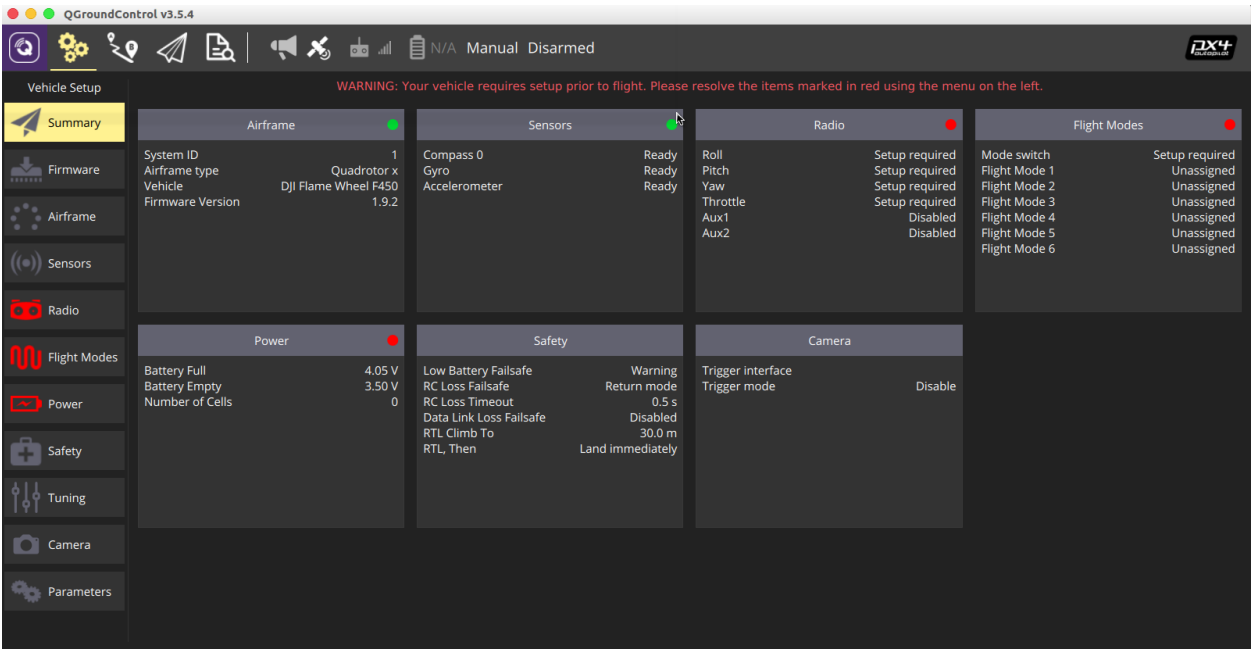 QGroundControl v3.5.4
N/A Manual Disarmed
px4
autopilot
Vehicle Setup
WARNING: Your vehicle requires setup prior to flight. Please resolve the items marked in red using the menu on the left.
Summary
Firmware
Airframe
Sensors
Radio
Flight Modes
Power
Safety
Tuning
Camera
Parameters
Airframe
System ID 1
Airframe type Quadrotor x
Vehicle DJI Flame Wheel F450
Firmware Version 1.9.2
Sensors
Compass 0 Ready
Gyro Ready
Accelerometer Ready
Radio
Roll Setup required
Pitch Setup required
Yaw Setup required
Throttle Setup required
Aux1 Disabled
Aux2 Disabled
Flight Modes
Mode switch Setup required
Flight Mode 1 Unassigned
Flight Mode 2 Unassigned
Flight Mode 3 Unassigned
Flight Mode 4 Unassigned
Flight Mode 5 Unassigned
Flight Mode 6 Unassigned
Power
Battery Full 4.05 V
Battery Empty 3.50 V
Number of Cells 0
Safety
Low Battery Failsafe Warning
RC Loss Failsafe Return mode
RC Loss Timeout 0.5 s
Data Link Loss Failsafe Disabled
RTL Climb To 30.0 m
RTL, Then Land immediately
Camera
Trigger interface
Trigger mode Disable